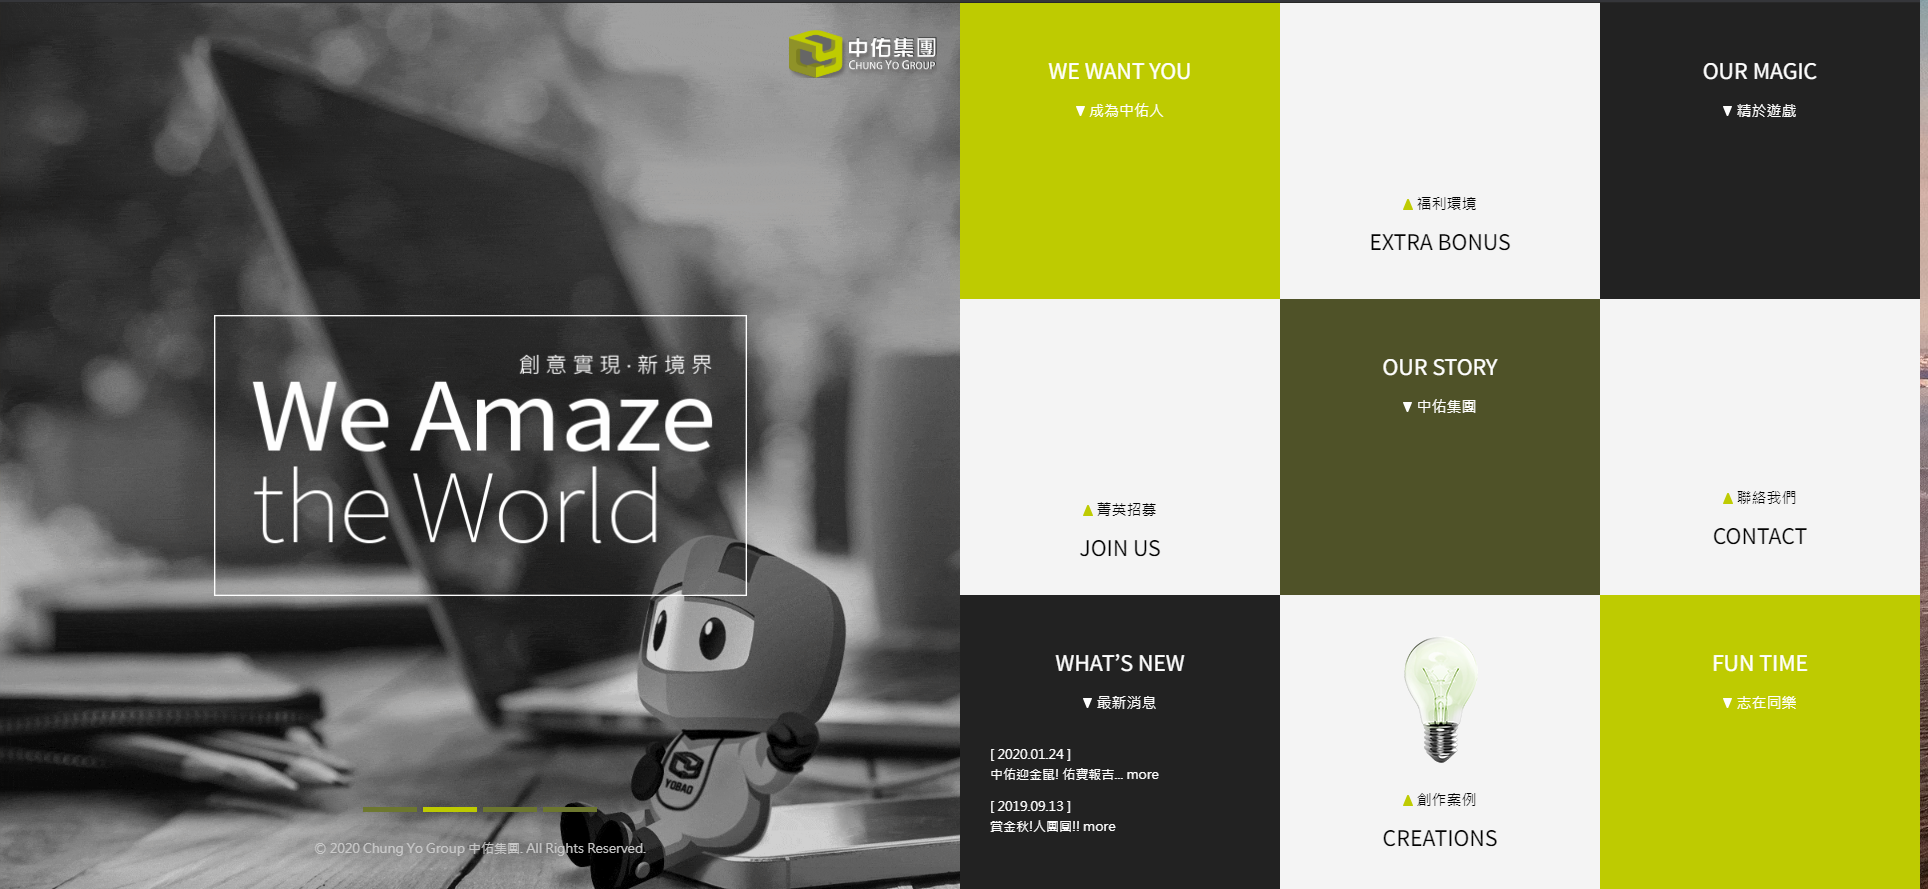 中佑集團
CHUNG YO GROUP
創意實現·新境界
We Amaze
the World
YOBAO
© 2020 Chung Yo Group 中佑集團. All Rights Reserved.
WE WANT YOU
▼成為中佑人
▲福利環境
EXTRA BONUS
OUR MAGIC
▼精於遊戲
▲菁英招募
JOIN US
OUR STORY
▼中佑集團
▲聯絡我們
CONTACT
WHAT'S NEW
▼最新消息
[ 2020.01.24 ]
中佑迎金鼠! 佑寶報吉... more
[ 2019.09.13 ]
賞金秋!人團圓!! more
▲創作案例
CREATIONS
FUN TIME
▼志在同樂